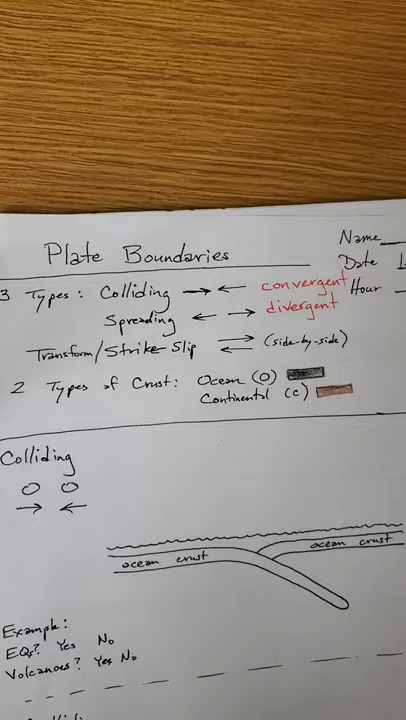 Plate Boundaries
Name
Date
Hour
3 Types: Colliding → ← convergent
Spreading ← → divergent
Transform/Strike-Slip (side-by-side)
2 Types of Crust: Ocean (O)
Continental (C)
Colliding
O O
→ ←
ocean crust
ocean crust
Example:
EQs? Yes No
Volcanoes? Yes No